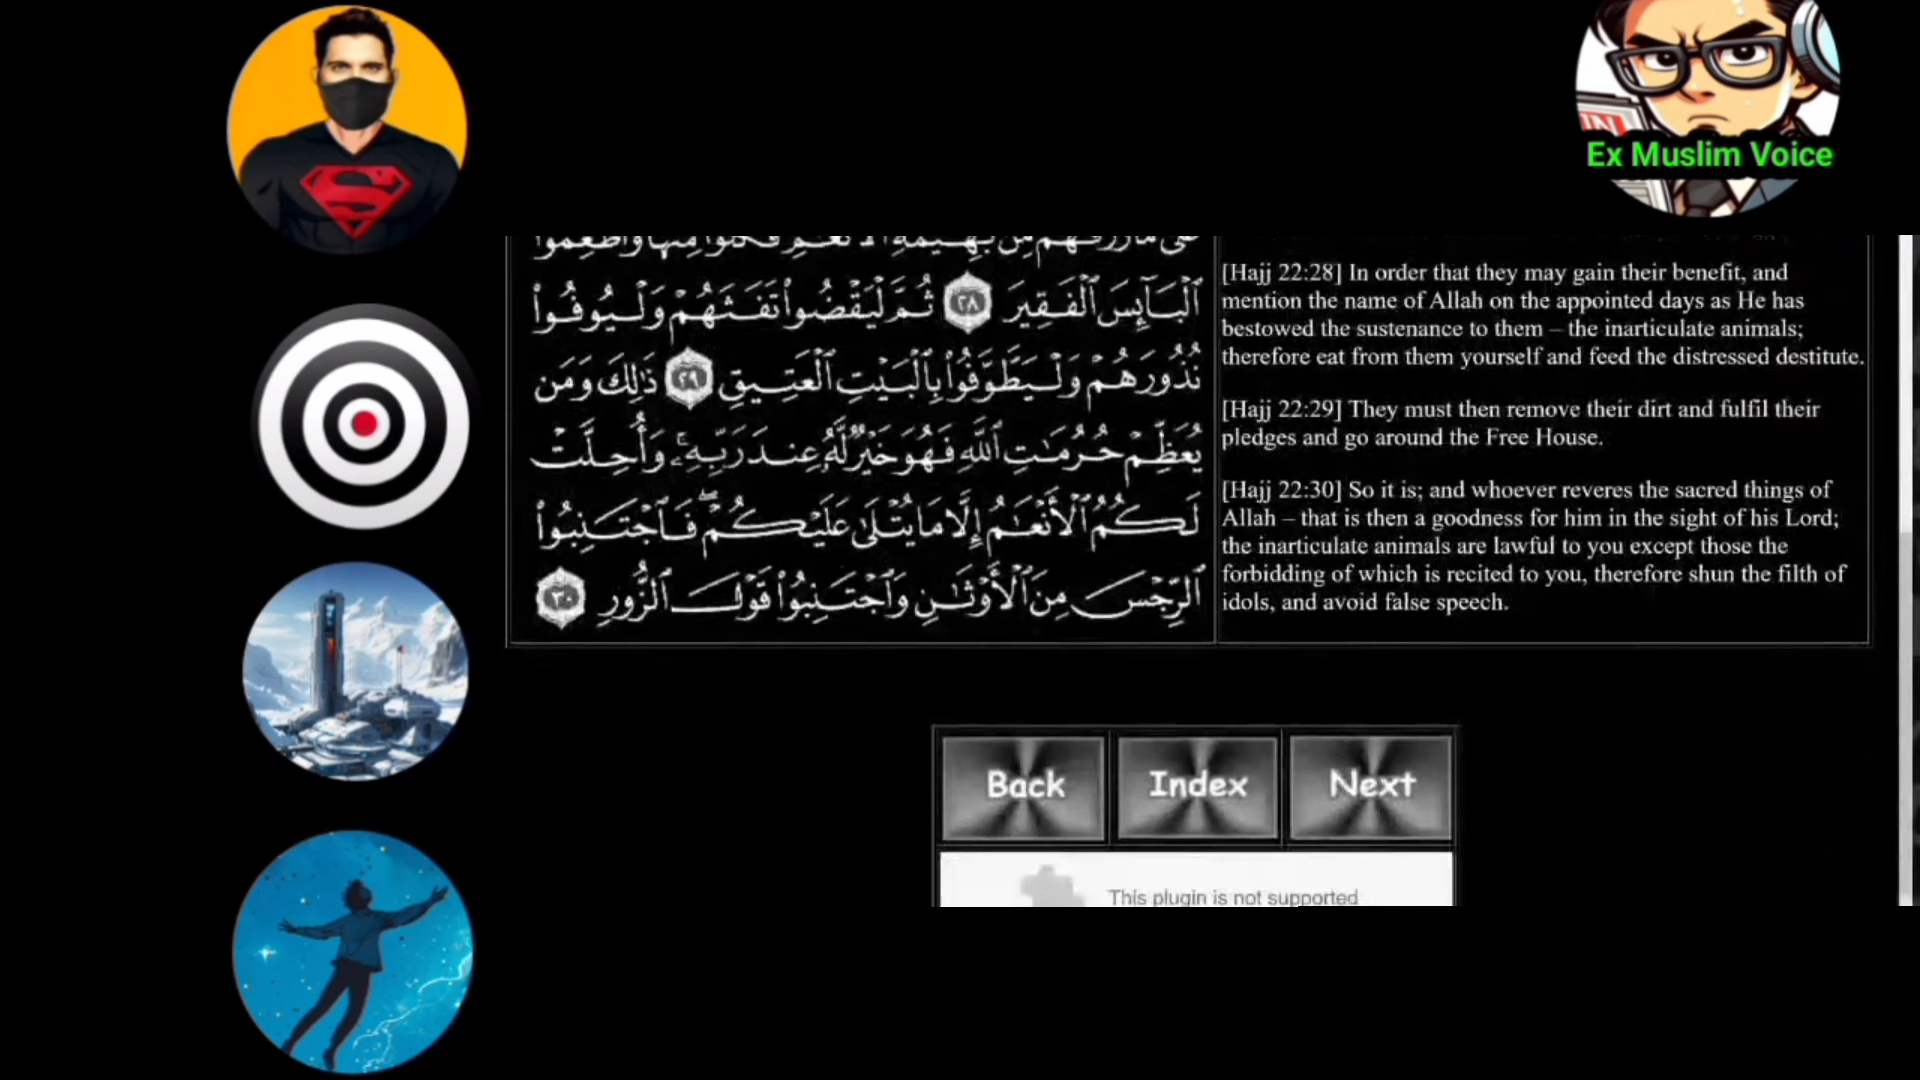 IN
Ex Muslim Voice
ٱلْبَآئِسَ ٱلْفَقِيرَ ٢٨ ثُمَّ لْيَقْضُوا۟ تَفَثَهُمْ وَلْيُوفُوا۟
نُذُورَهُمْ وَلْيَطَّوَّفُوا۟ بِٱلْبَيْتِ ٱلْعَتِيقِ ٢٩ ذَٰلِكَ وَمَن
يُعَظِّمْ حُرُمَٰتِ ٱللَّهِ فَهُوَ خَيْرٌ لَّهُۥ عِندَ رَبِّهِۦ ۗ وَأُحِلَّتْ
لَكُمُ ٱلْأَنْعَٰمُ إِلَّا مَا يُتْلَىٰ عَلَيْكُمْ ۖ فَٱجْتَنِبُوا۟
ٱلرِّجْسَ مِنَ ٱلْأَوْثَٰنِ وَٱجْتَنِبُوا۟ قَوْلَ ٱلزُّورِ ٣٠
[Hajj 22:28] In order that they may gain their benefit, and
mention the name of Allah on the appointed days as He has
bestowed the sustenance to them – the inarticulate animals;
therefore eat from them yourself and feed the distressed destitute.
[Hajj 22:29] They must then remove their dirt and fulfil their
pledges and go around the Free House.
[Hajj 22:30] So it is; and whoever reveres the sacred things of
Allah – that is then a goodness for him in the sight of his Lord;
the inarticulate animals are lawful to you except those the
forbidding of which is recited to you, therefore shun the filth of
idols, and avoid false speech.
Back
Index
Next
This plugin is not supported